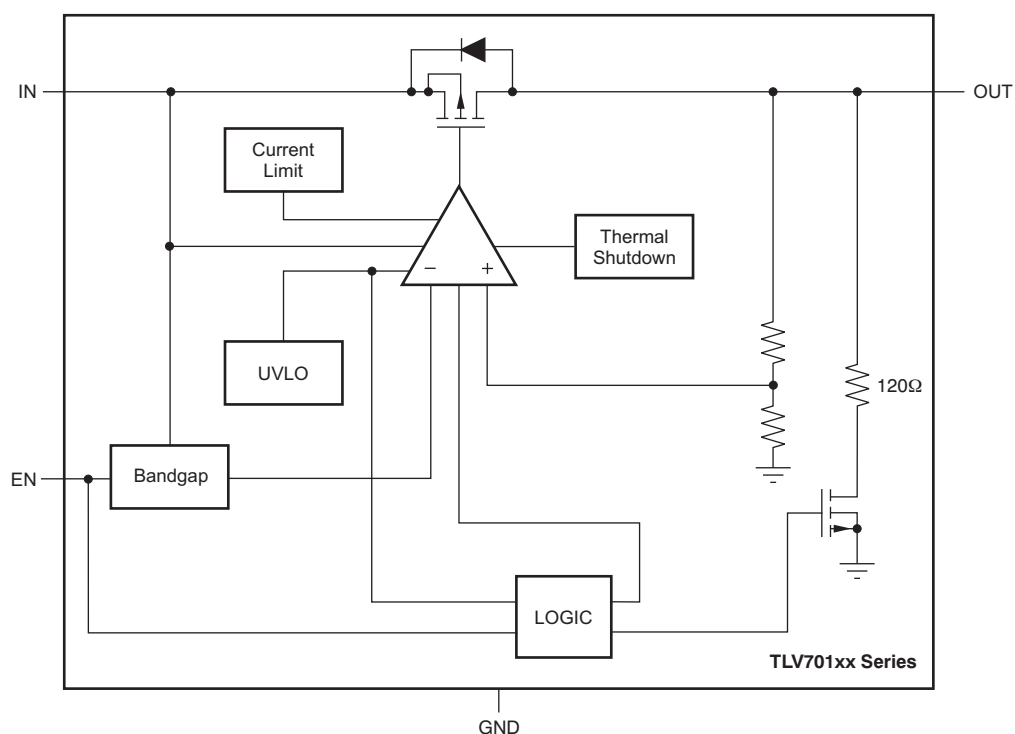 IN
OUT
Current
Limit
Thermal
Shutdown
−
+
UVLO
120Ω
EN
Bandgap
LOGIC
TLV701xx Series
GND